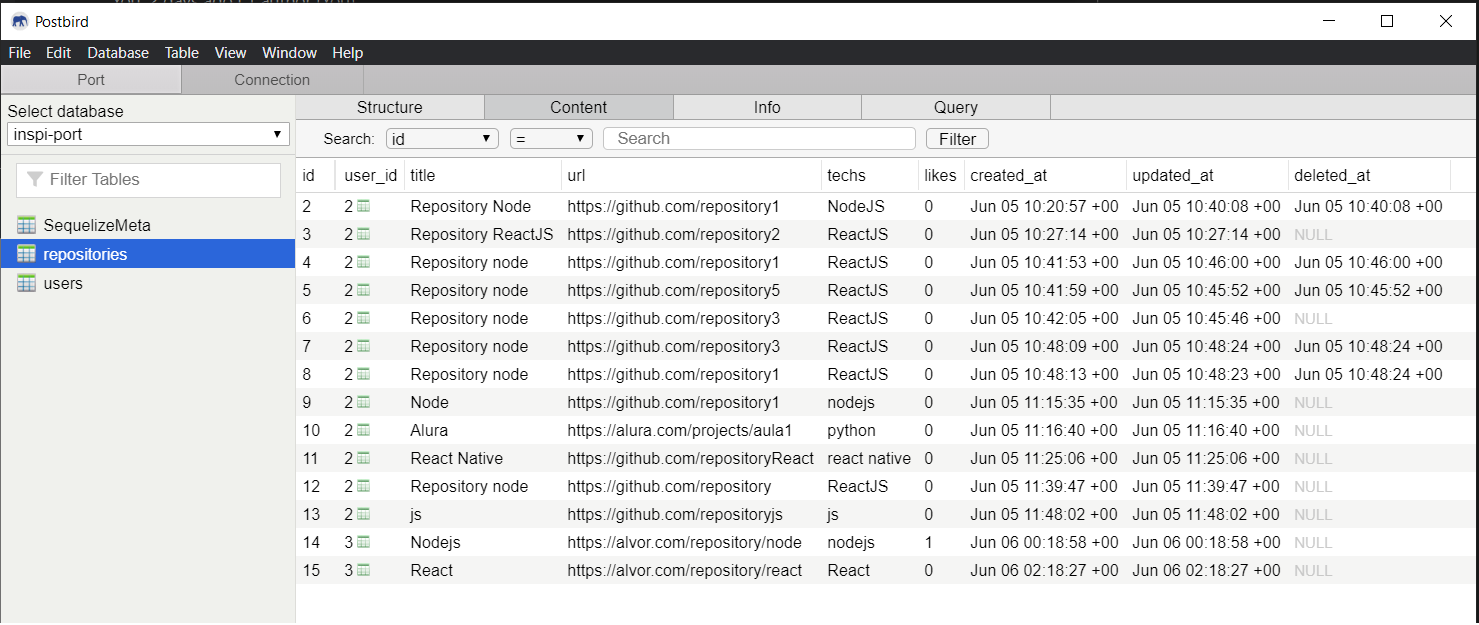 Postbird
File Edit Database Table View Window Help
Port Connection
Select database
inspi-port
Filter Tables
SequelizeMeta
repositories
users
Structure Content Info Query
Search: id = Search Filter
id user_id title url techs likes created_at updated_at deleted_at
2 2 Repository Node https://github.com/repository1 NodeJS 0 Jun 05 10:20:57 +00 Jun 05 10:40:08 +00 Jun 05 10:40:08 +00
3 2 Repository ReactJS https://github.com/repository2 ReactJS 0 Jun 05 10:27:14 +00 Jun 05 10:27:14 +00 NULL
4 2 Repository node https://github.com/repository1 ReactJS 0 Jun 05 10:41:53 +00 Jun 05 10:46:00 +00 Jun 05 10:46:00 +00
5 2 Repository node https://github.com/repository5 ReactJS 0 Jun 05 10:41:59 +00 Jun 05 10:45:52 +00 Jun 05 10:45:52 +00
6 2 Repository node https://github.com/repository3 ReactJS 0 Jun 05 10:42:05 +00 Jun 05 10:45:46 +00 NULL
7 2 Repository node https://github.com/repository3 ReactJS 0 Jun 05 10:48:09 +00 Jun 05 10:48:24 +00 Jun 05 10:48:24 +00
8 2 Repository node https://github.com/repository1 ReactJS 0 Jun 05 10:48:13 +00 Jun 05 10:48:23 +00 Jun 05 10:48:24 +00
9 2 Node https://github.com/repository1 nodejs 0 Jun 05 11:15:35 +00 Jun 05 11:15:35 +00 NULL
10 2 Alura https://alura.com/projects/aula1 python 0 Jun 05 11:16:40 +00 Jun 05 11:16:40 +00 NULL
11 2 React Native https://github.com/repositoryReact react native 0 Jun 05 11:25:06 +00 Jun 05 11:25:06 +00 NULL
12 2 Repository node https://github.com/repository ReactJS 0 Jun 05 11:39:47 +00 Jun 05 11:39:47 +00 NULL
13 2 js https://github.com/repositoryjs js 0 Jun 05 11:48:02 +00 Jun 05 11:48:02 +00 NULL
14 3 Nodejs https://alvor.com/repository/node nodejs 1 Jun 06 00:18:58 +00 Jun 06 00:18:58 +00 NULL
15 3 React https://alvor.com/repository/react React 0 Jun 06 02:18:27 +00 Jun 06 02:18:27 +00 NULL